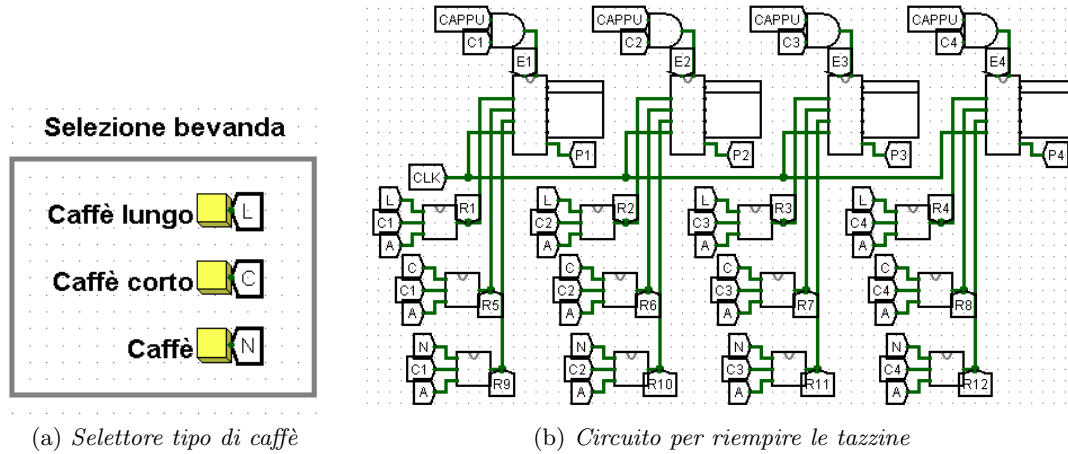 Selezione bevanda
Caffè lungo L
Caffè corto C
Caffè N
(a) Selettore tipo di caffè
CAPPU CAPPU CAPPU CAPPU
C1 C2 C3 C4
E1 E2 E3 E4
P1 P2 P3 P4
CLK
L R1 L R2 L R3 L R4
C1 C2 C3 C4
A A A A
C C C C
C1 R5 C2 R6 C3 R7 C4 R8
A A A A
N N N N
C1 C2 C3 C4
R9 R10 R11 R12
A A A A
(b) Circuito per riempire le tazzine